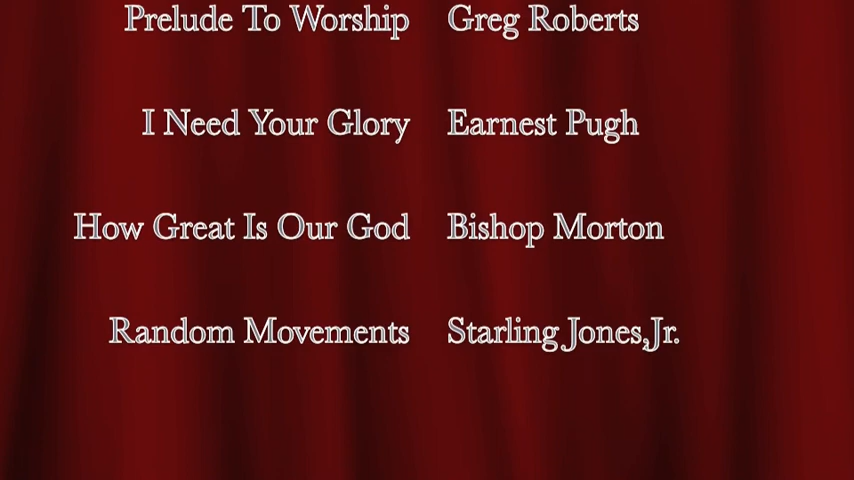 Prelude To Worship Greg Roberts
I Need Your Glory Earnest Pugh
How Great Is Our God Bishop Morton
Random Movements Starling Jones,Jr.